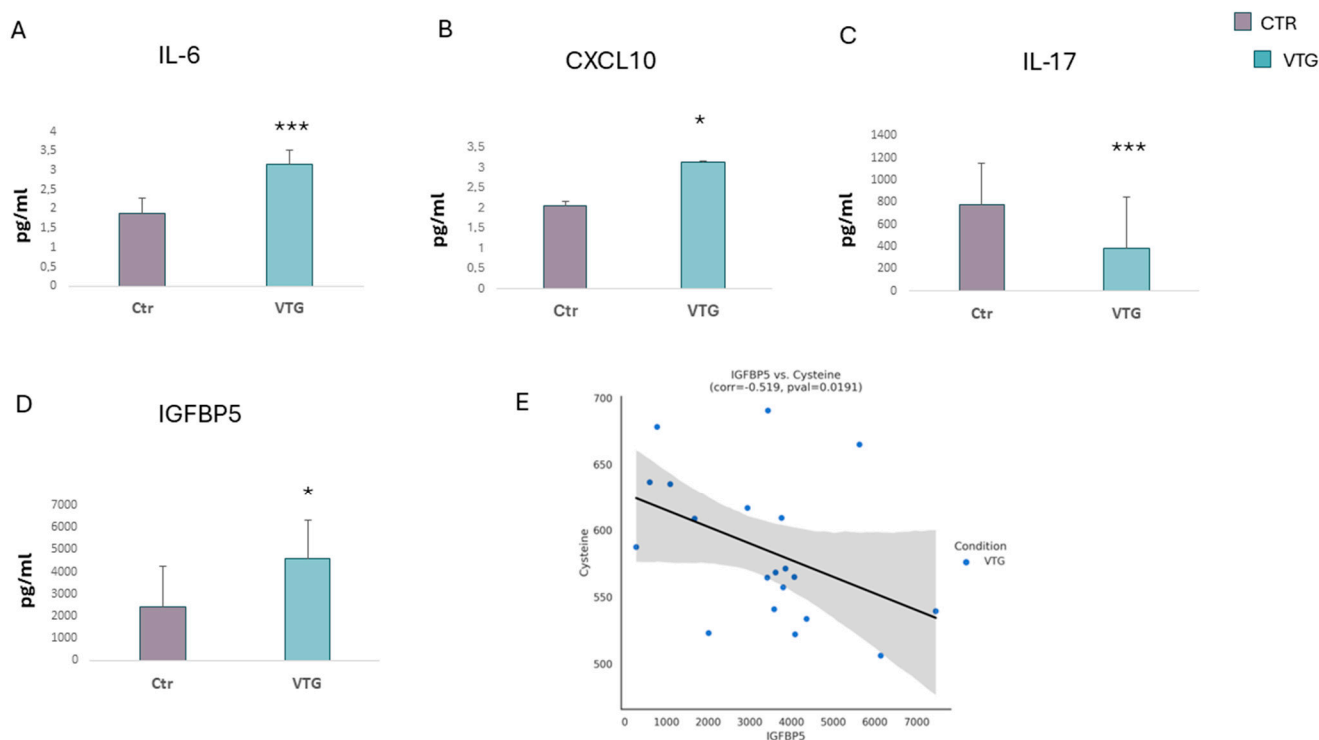 A
IL-6
***
4
3,5
3
2,5
2
1,5
1
0,5
0
pg/ml
Ctr
VTG
B
CXCL10
*
3,5
3
2,5
2
1,5
1
0,5
0
pg/ml
Ctr
VTG
C
IL-17
***
1400
1200
1000
800
600
400
200
0
pg/ml
Ctr
VTG
CTR
VTG
D
IGFBP5
*
7000
6000
5000
4000
3000
2000
1000
0
pg/ml
Ctr
VTG
E
IGFBP5 vs. Cysteine
(corr=-0.519, pval=0.0191)
700
650
600
550
500
Cysteine
0 1000 2000 3000 4000 5000 6000 7000
IGFBP5
Condition
VTG